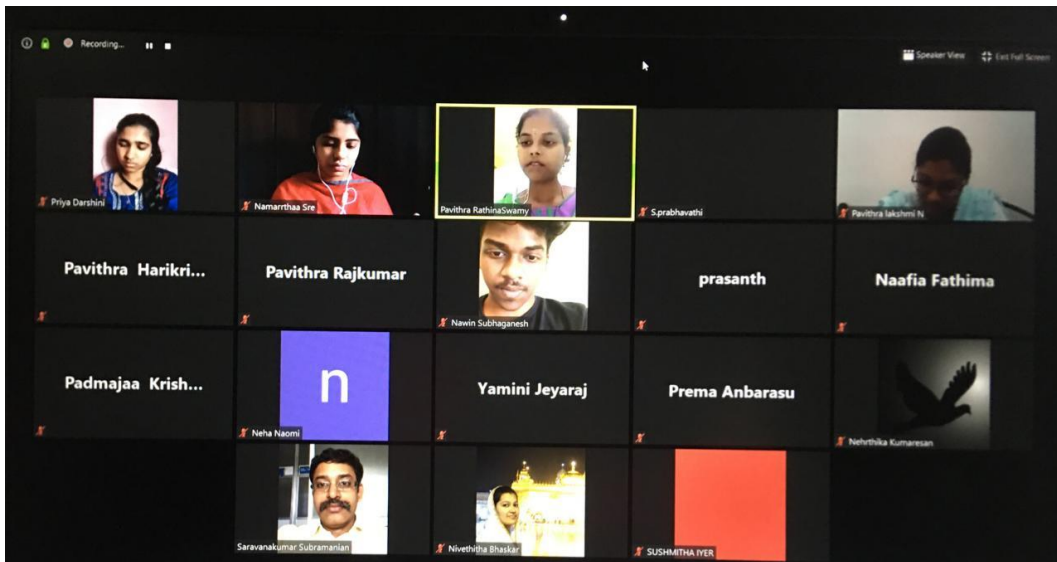 Recording...
Speaker View
Exit Full Screen
Priya Darshini
Namarrthaa Sre
Pavithra RathinaSwamy
S.prabhavathi
Pavithra lakshmi N
Pavithra Harikri...
Pavithra Rajkumar
Nawin Subhaganesh
prasanth
Naafia Fathima
Padmajaa Krish...
n
Neha Naomi
Yamini Jeyaraj
Prema Anbarasu
Nehrthika Kumaresan
Saravanakumar Subramanian
Nivethitha Bhaskar
SUSHMITHA IYER